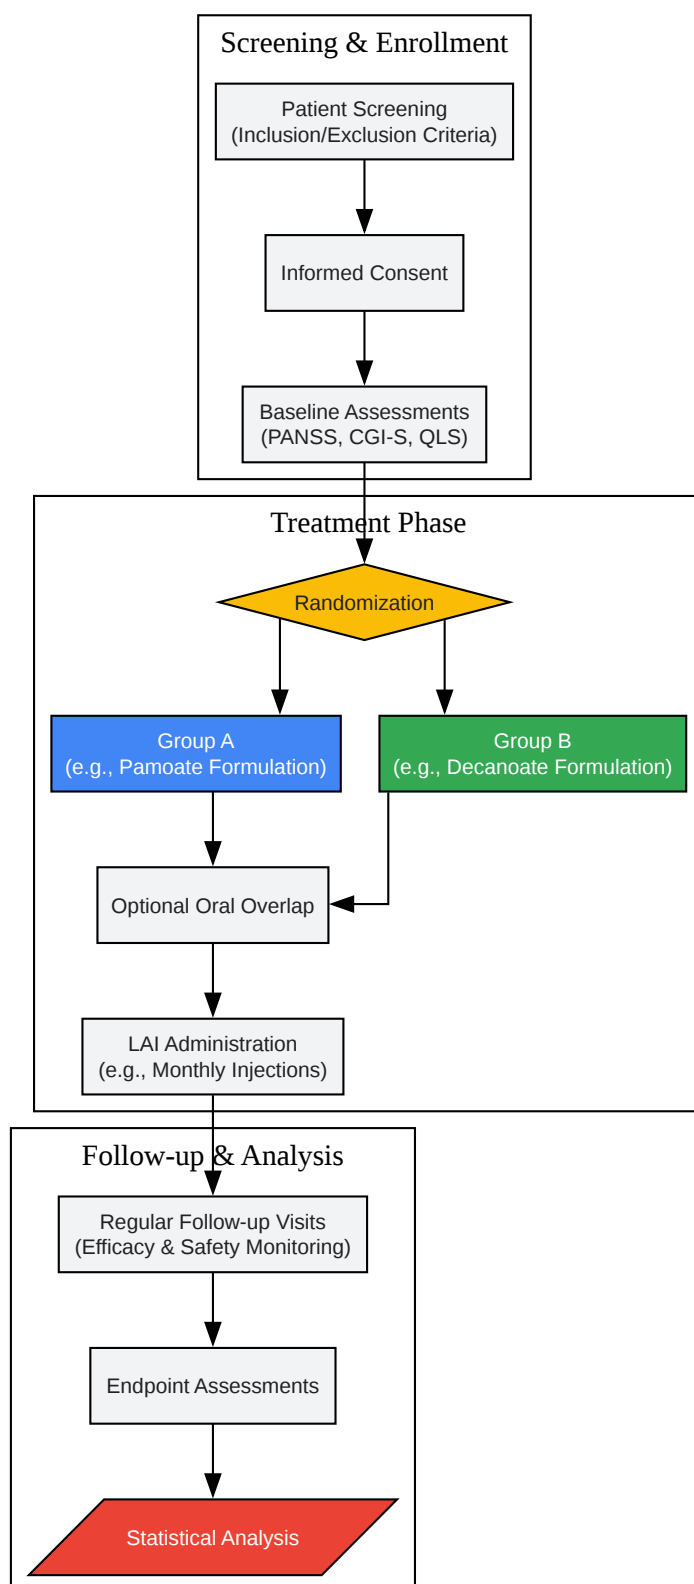 Screening & Enrollment
Patient Screening
(Inclusion/Exclusion Criteria)
Informed Consent
Baseline Assessments
(PANSS, CGI-S, QLS)
Treatment Phase
Randomization
Group A
(e.g., Pamoate Formulation)
Group B
(e.g., Decanoate Formulation)
Optional Oral Overlap
LAI Administration
(e.g., Monthly Injections)
Follow-up & Analysis
Regular Follow-up Visits
(Efficacy & Safety Monitoring)
Endpoint Assessments
Statistical Analysis